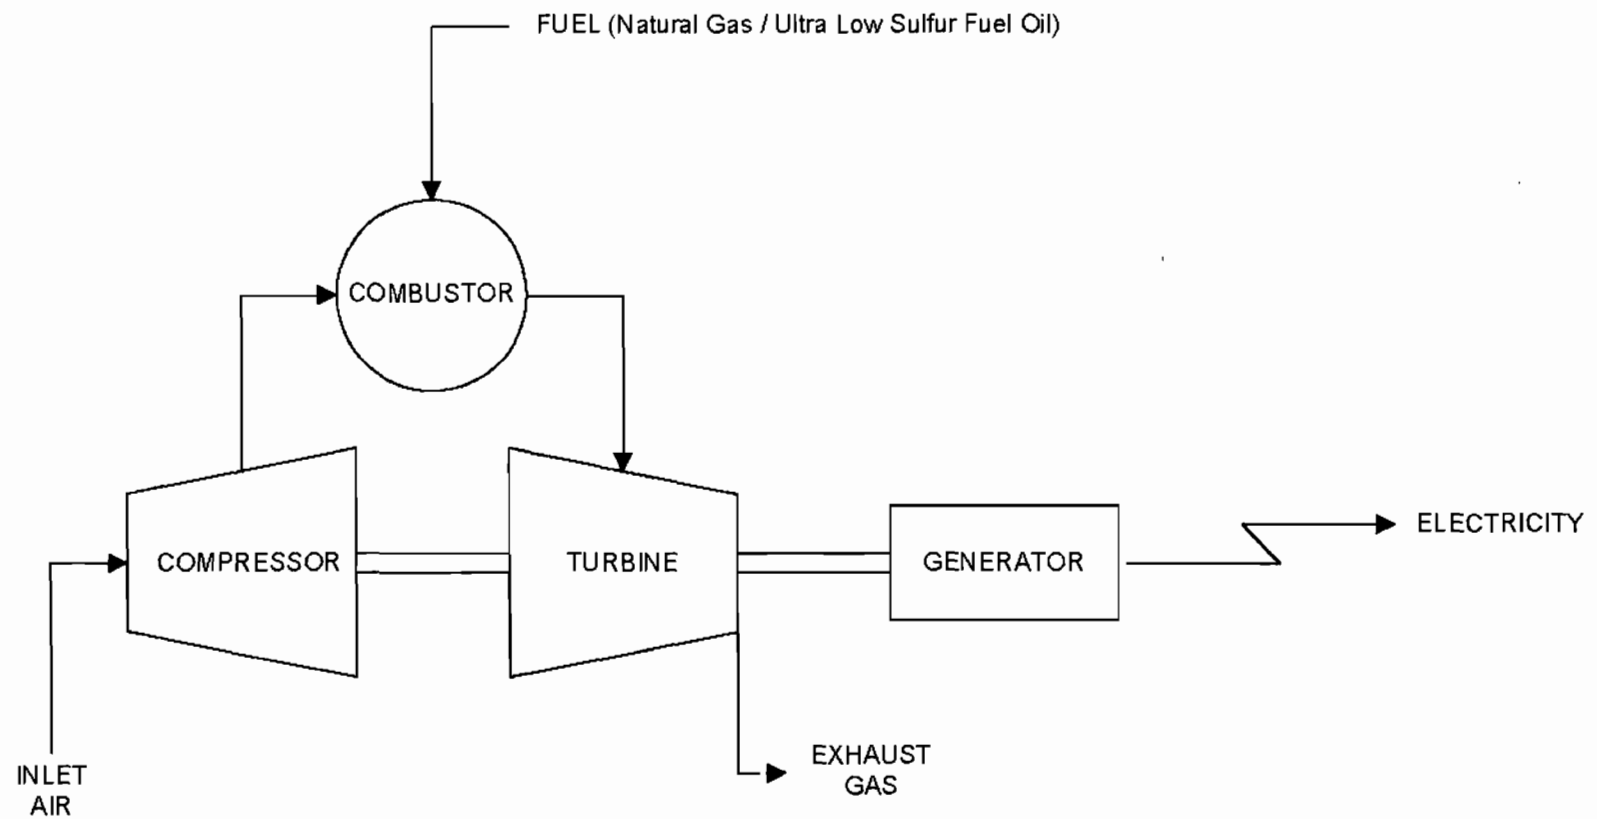 FUEL (Natural Gas / Ultra Low Sulfur Fuel Oil)
COMBUSTOR
COMPRESSOR
TURBINE
GENERATOR
ELECTRICITY
INLET
AIR
EXHAUST
GAS